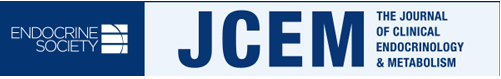 ENDOCRINE
SOCIETY
JCEM
THE JOURNAL
OF CLINICAL
ENDOCRINOLOGY
& METABOLISM